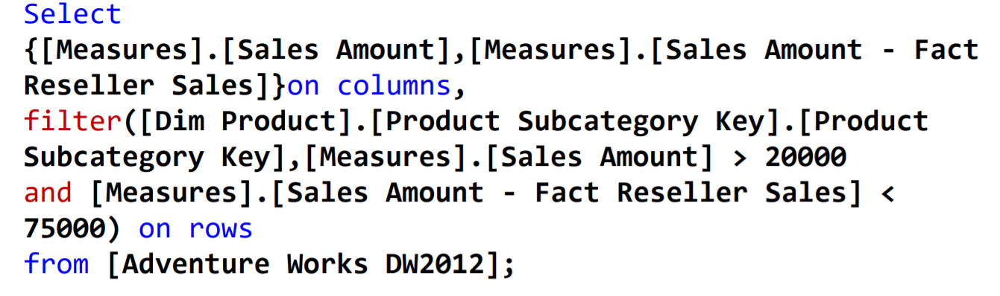 Select
{[Measures].[Sales Amount],[Measures].[Sales Amount - Fact
Reseller Sales]}on columns,
filter([Dim Product].[Product Subcategory Key].[Product
Subcategory Key],[Measures].[Sales Amount] > 20000
and [Measures].[Sales Amount - Fact Reseller Sales] <
75000) on rows
from [Adventure Works DW2012];